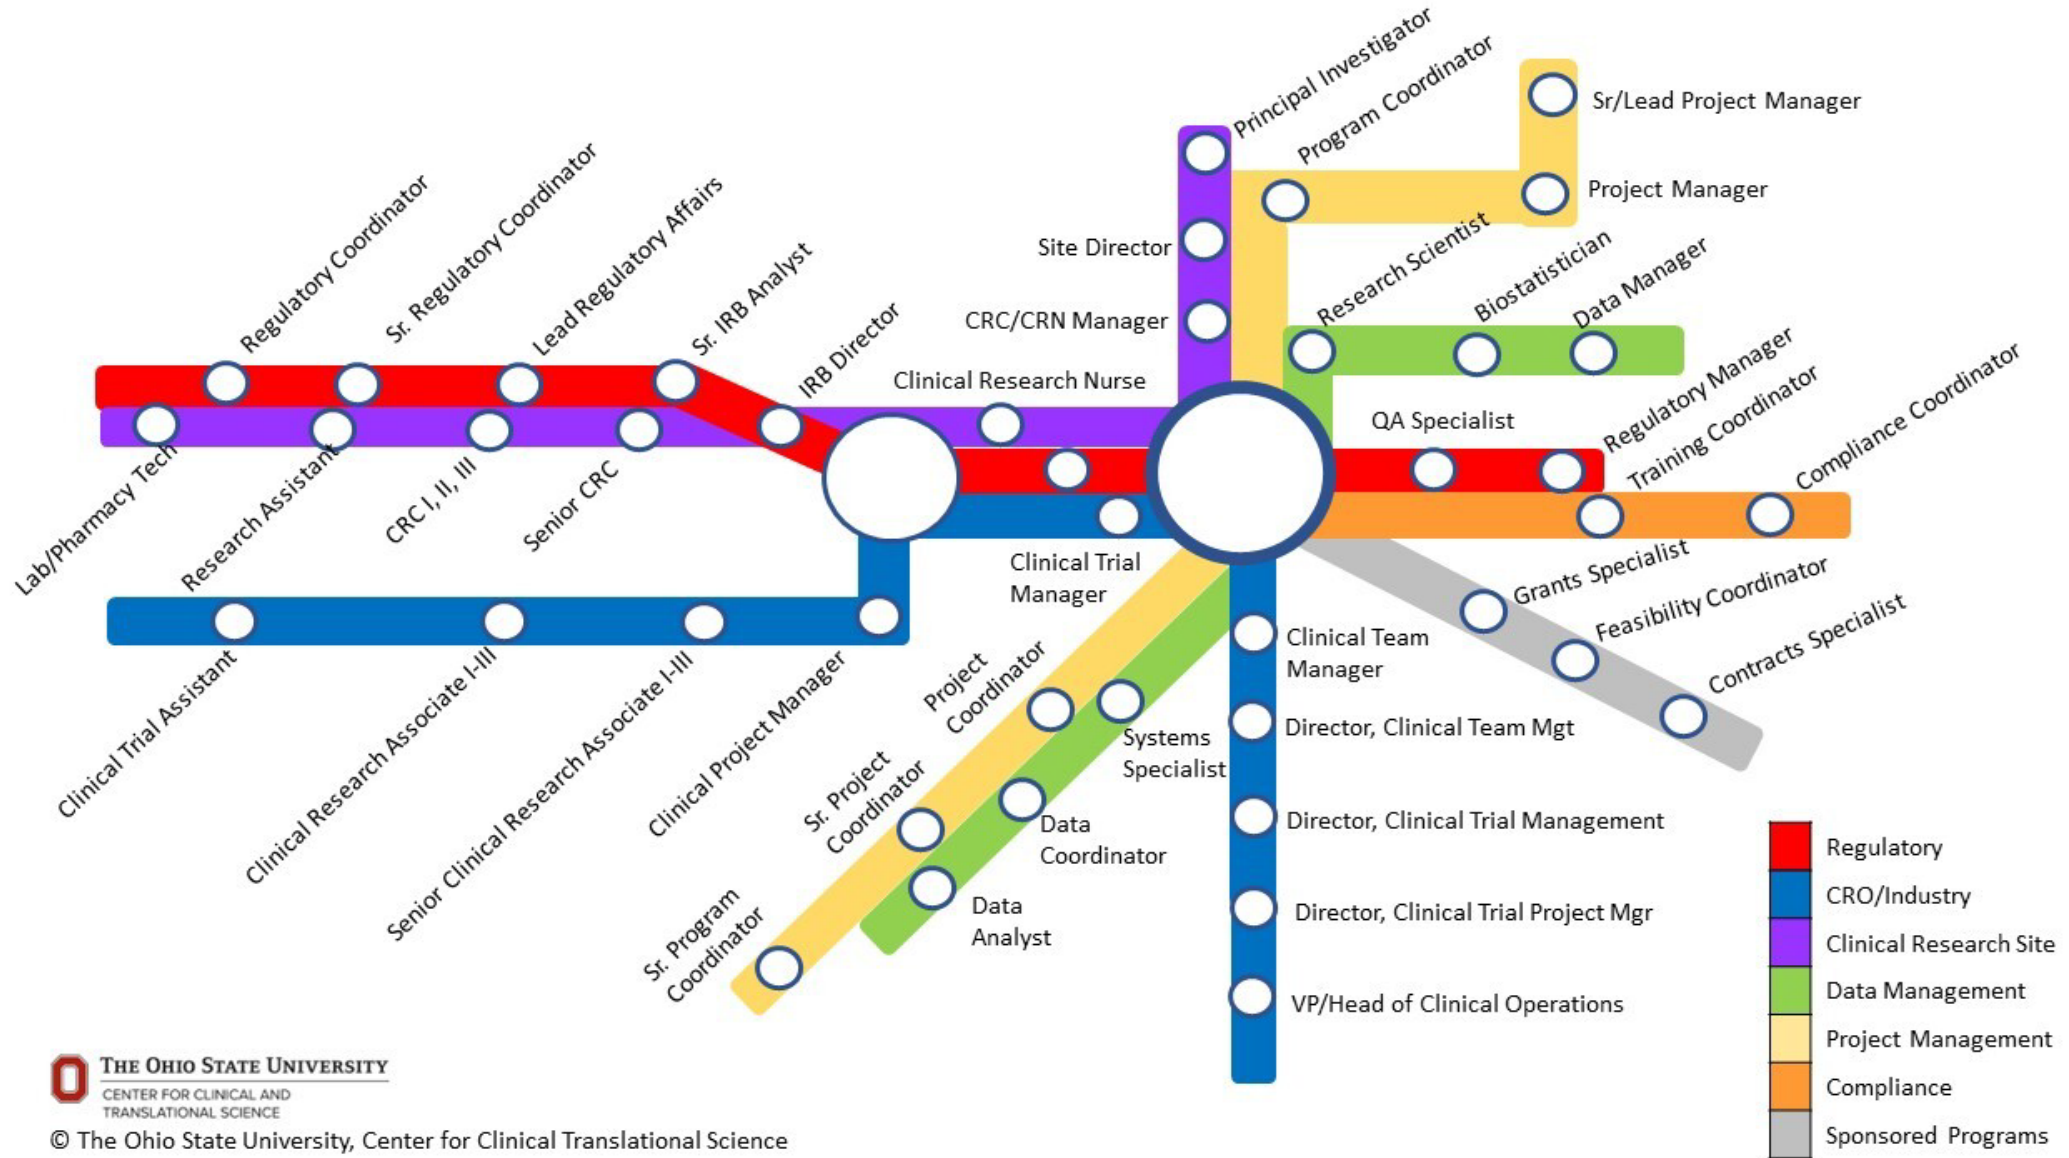 Principal Investigator
Program Coordinator
Sr/Lead Project Manager
Project Manager
Regulatory Coordinator
Sr. Regulatory Coordinator
Lead Regulatory Affairs
Sr. IRB Analyst
IRB Director
Site Director
CRC/CRN Manager
Clinical Research Nurse
Research Scientist
Biostatistician
Data Manager
QA Specialist
Regulatory Manager
Training Coordinator
Compliance Coordinator
Lab/Pharmacy Tech
Research Assistant
CRC I, II, III
Senior CRC
Clinical Trial
Manager
Grants Specialist
Feasibility Coordinator
Contracts Specialist
Clinical Trial Assistant
Clinical Research Associate I-III
Senior Clinical Research Associate I-III
Clinical Project Manager
Project
Coordinator
Sr. Project
Coordinator
Sr. Program
Coordinator
Systems
Specialist
Data
Coordinator
Data
Analyst
Clinical Team
Manager
Director, Clinical Team Mgt
Director, Clinical Trial Management
Director, Clinical Trial Project Mgr
VP/Head of Clinical Operations
Regulatory
CRO/Industry
Clinical Research Site
Data Management
Project Management
Compliance
Sponsored Programs
THE OHIO STATE UNIVERSITY
CENTER FOR CLINICAL AND
TRANSLATIONAL SCIENCE
© The Ohio State University, Center for Clinical Translational Science